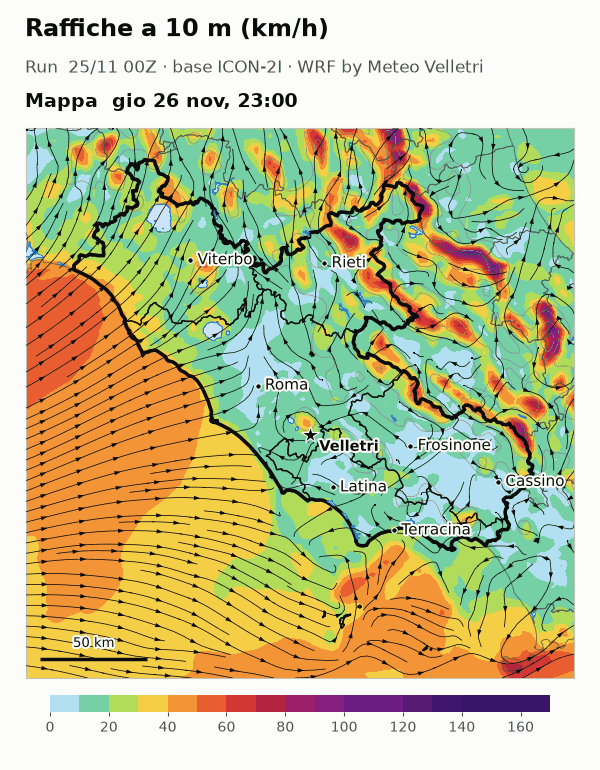 Raffiche a 10 m (km/h)
Run 25/11 00Z · base ICON-2I · WRF by Meteo Velletri
Mappa gio 26 nov, 23:00
Viterbo
Rieti
Roma
Velletri
Frosinone
Cassino
Latina
Terracina
50 km
0 20 40 60 80 100 120 140 160